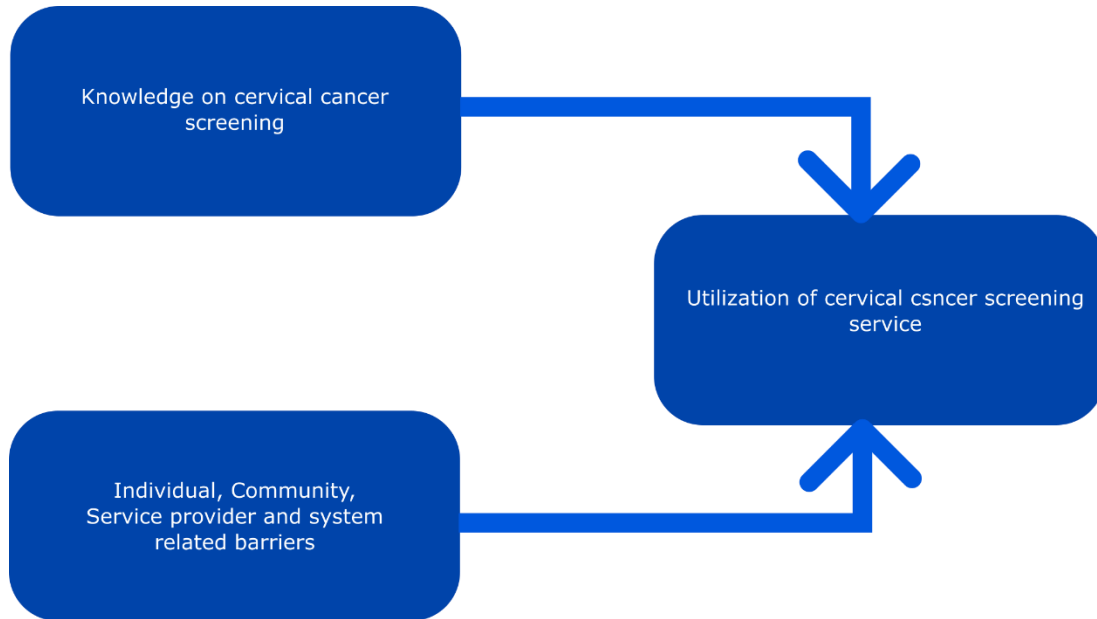 Knowledge on cervical cancer
screening
Utilization of cervical csncer screening
service
Individual, Community,
Service provider and system
related barriers